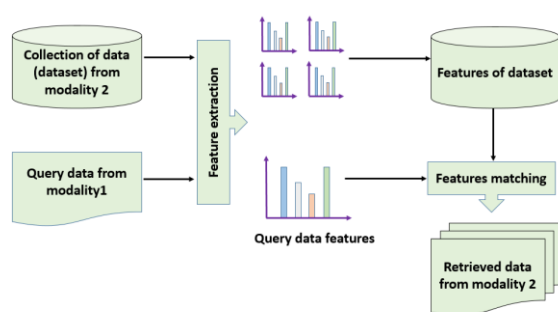 Collection of data
(dataset) from
modality 2
Feature extraction
Features of dataset
Query data from
modality1
Features matching
Query data features
Retrieved data
from modality 2